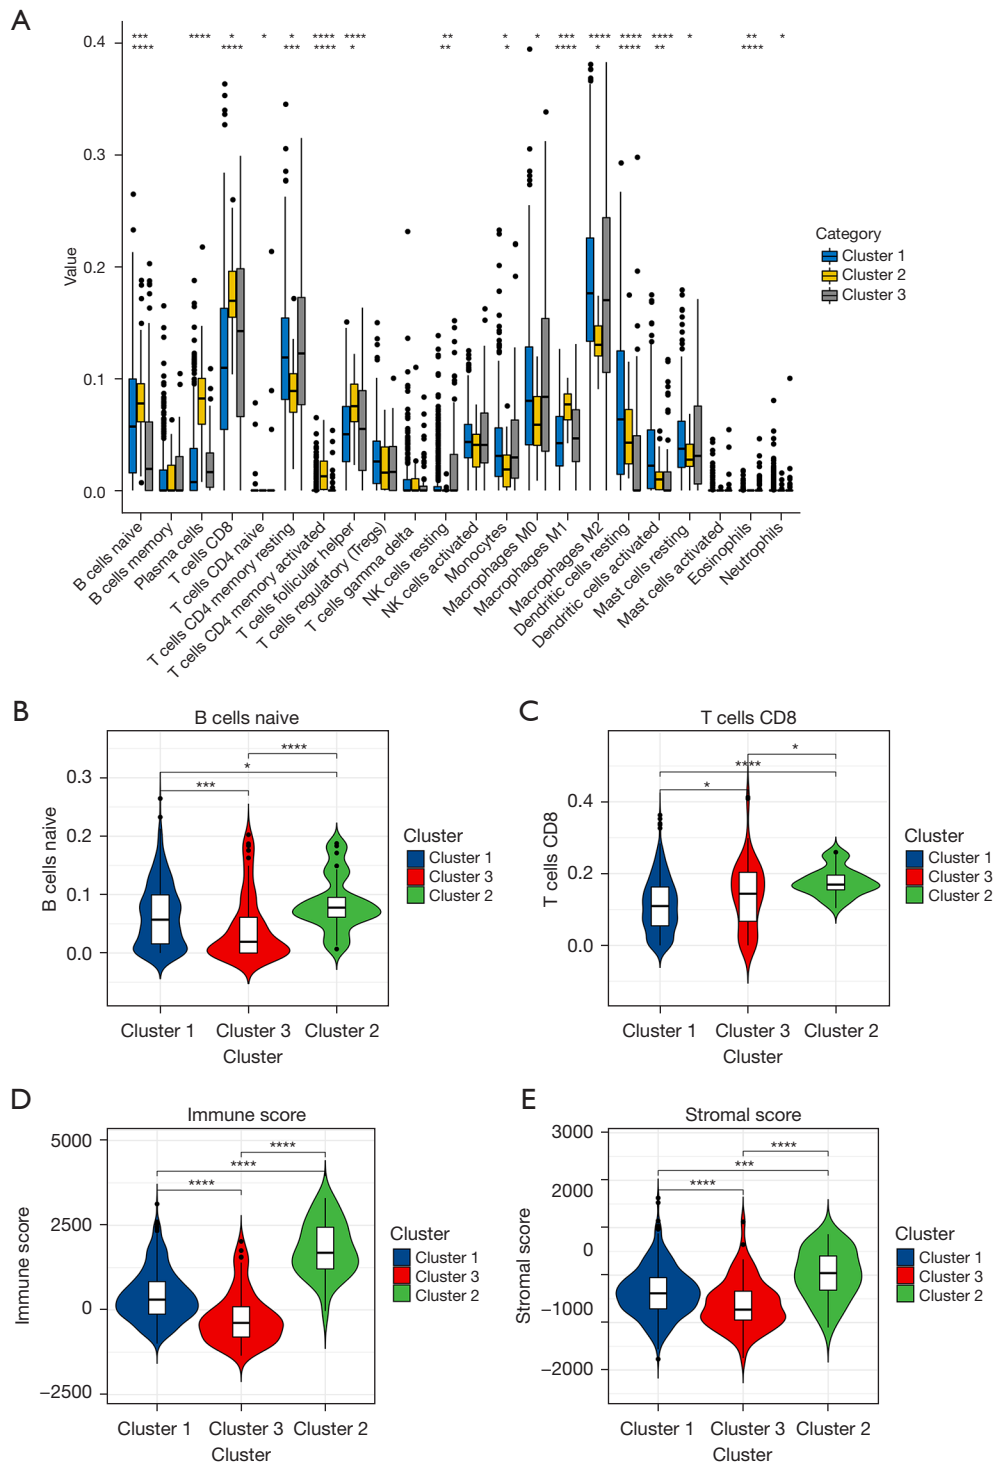 A
*** **** * * * **** **** ** * * *** **** **** **** * ** *
**** **** *** **** * ** * **** * **** ** ****
0.4
0.3
0.2
0.1
0.0
Value
Category
Cluster 1
Cluster 2
Cluster 3
B cells naive
B cells memory
Plasma cells
T cells CD8
T cells CD4 naive
T cells CD4 memory resting
T cells CD4 memory activated
T cells follicular helper
T cells regulatory (Tregs)
T cells gamma delta
NK cells resting
NK cells activated
Monocytes
Macrophages M0
Macrophages M1
Macrophages M2
Dendritic cells resting
Dendritic cells activated
Mast cells resting
Mast cells activated
Eosinophils
Neutrophils
B
B cells naive
****
*
***
0.3
0.2
0.1
0.0
B cells naive
Cluster
Cluster 1
Cluster 3
Cluster 2
Cluster 1 Cluster 3 Cluster 2
Cluster
C
T cells CD8
*
****
*
0.4
0.2
0.0
T cells CD8
Cluster
Cluster 1
Cluster 3
Cluster 2
Cluster 1 Cluster 3 Cluster 2
Cluster
D
Immune score
****
****
****
5000
2500
0
−2500
Immune score
Cluster
Cluster 1
Cluster 3
Cluster 2
Cluster 1 Cluster 3 Cluster 2
Cluster
E
Stromal score
****
***
****
3000
2000
0
−1000
−2000
Stromal score
Cluster
Cluster 1
Cluster 3
Cluster 2
Cluster 1 Cluster 3 Cluster 2
Cluster